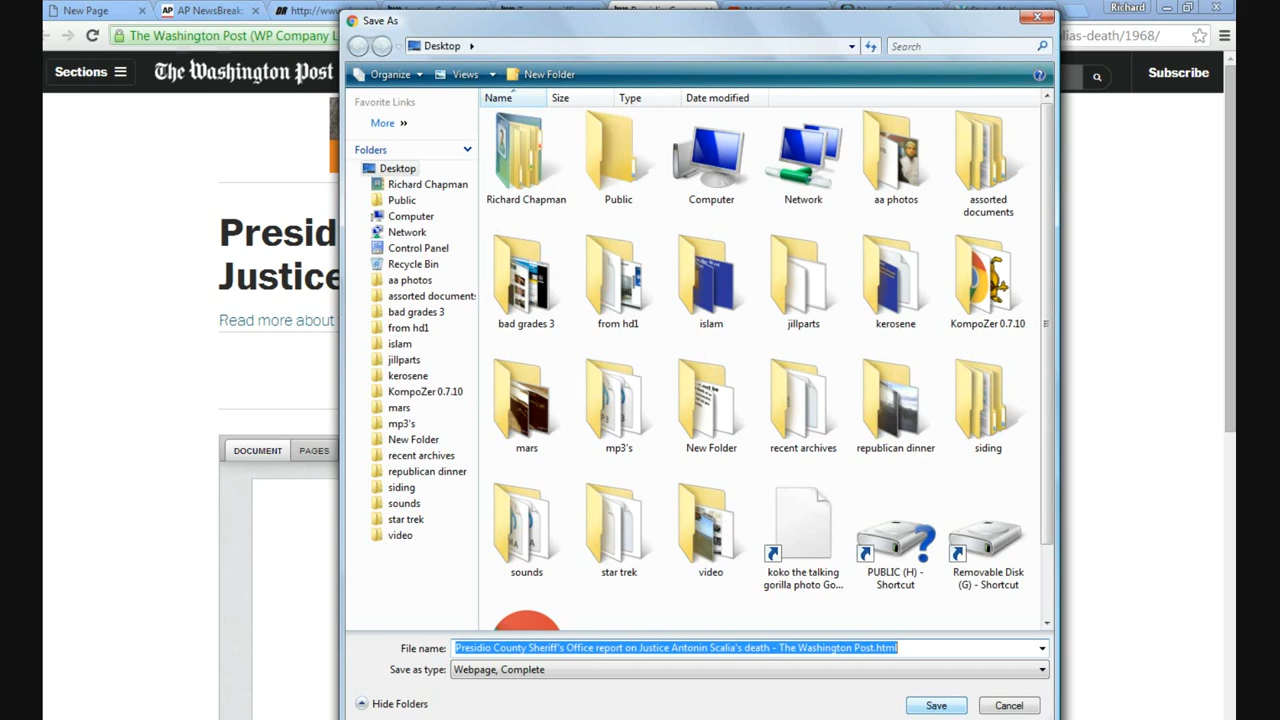 New Page
AP NewsBreak:
http://www.
Richard
Save As
The Washington Post (WP Company L
Desktop
Search
ias-death/1968/
Sections
The Washington Post
Organize
Views
New Folder
Subscribe
Favorite Links
More »
Folders
Name
Size
Type
Date modified
Desktop
Richard Chapman
Public
Computer
Network
Control Panel
Recycle Bin
aa photos
assorted documents
bad grades 3
from hd1
islam
jillparts
kerosene
KompoZer 0.7.10
mars
mp3's
New Folder
recent archives
republican dinner
siding
sounds
star trek
video
Richard Chapman
Public
Computer
Network
aa photos
assorted
documents
bad grades 3
from hd1
islam
jillparts
kerosene
KompoZer 0.7.10
mars
mp3's
New Folder
recent archives
republican dinner
siding
sounds
star trek
video
koko the talking
gorilla photo Go...
PUBLIC (H) -
Shortcut
Removable Disk
(G) - Shortcut
Presid
Justice
Read more about
DOCUMENT
PAGES
File name:
Presidio County Sheriff's Office report on Justice Antonin Scalia's death - The Washington Post.html
Save as type:
Webpage, Complete
Hide Folders
Save
Cancel